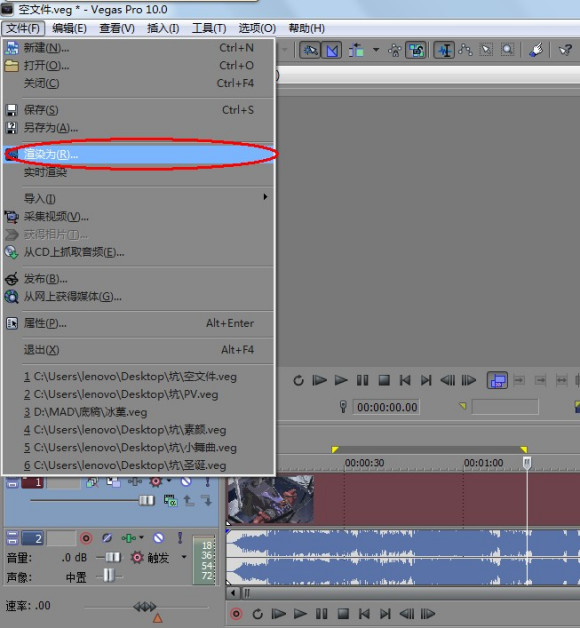 空文件.veg * - Vegas Pro 10.0
文件(F) 编辑(E) 查看(V) 插入(I) 工具(T) 选项(O) 帮助(H)
新建(N)... Ctrl+N
打开(O)... Ctrl+O
关闭(C) Ctrl+F4
保存(S) Ctrl+S
另存为(A)...
渲染为(R)...
实时渲染
导入(I)
采集视频(V)...
获得相片(T)...
从CD上抓取音频(E)...
发布(B)...
从网上获得媒体(G)...
属性(P)... Alt+Enter
退出(X) Alt+F4
1 C:\Users\lenovo\Desktop\坑\空文件.veg
2 C:\Users\lenovo\Desktop\坑\PV.veg
3 D:\MAD\底稿\冰菓.veg
4 C:\Users\lenovo\Desktop\坑\素颜.veg
5 C:\Users\lenovo\Desktop\坑\小舞曲.veg
6 C:\Users\lenovo\Desktop\坑\圣诞.veg
00:00:00.00
00:00:30 00:01:00
1
2
18
音量: .0 dB 触发 36
54
声像: 中置 72
速率: .00